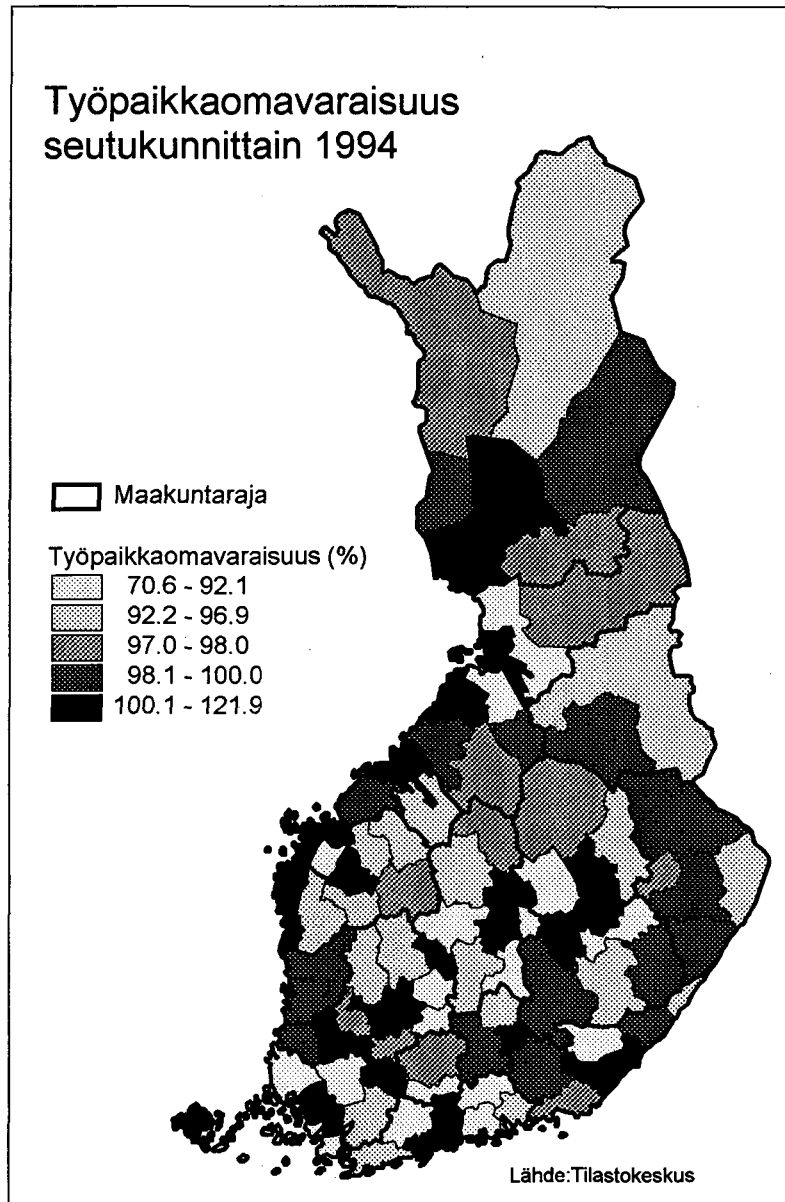 Työpaikkaomavaraisuus
seutukunnittain 1994
Maakuntaraja
Työpaikkaomavaraisuus (%)
70.6 - 92.1
92.2 - 96.9
97.0 - 98.0
98.1 - 100.0
100.1 - 121.9
Lähde:Tilastokeskus